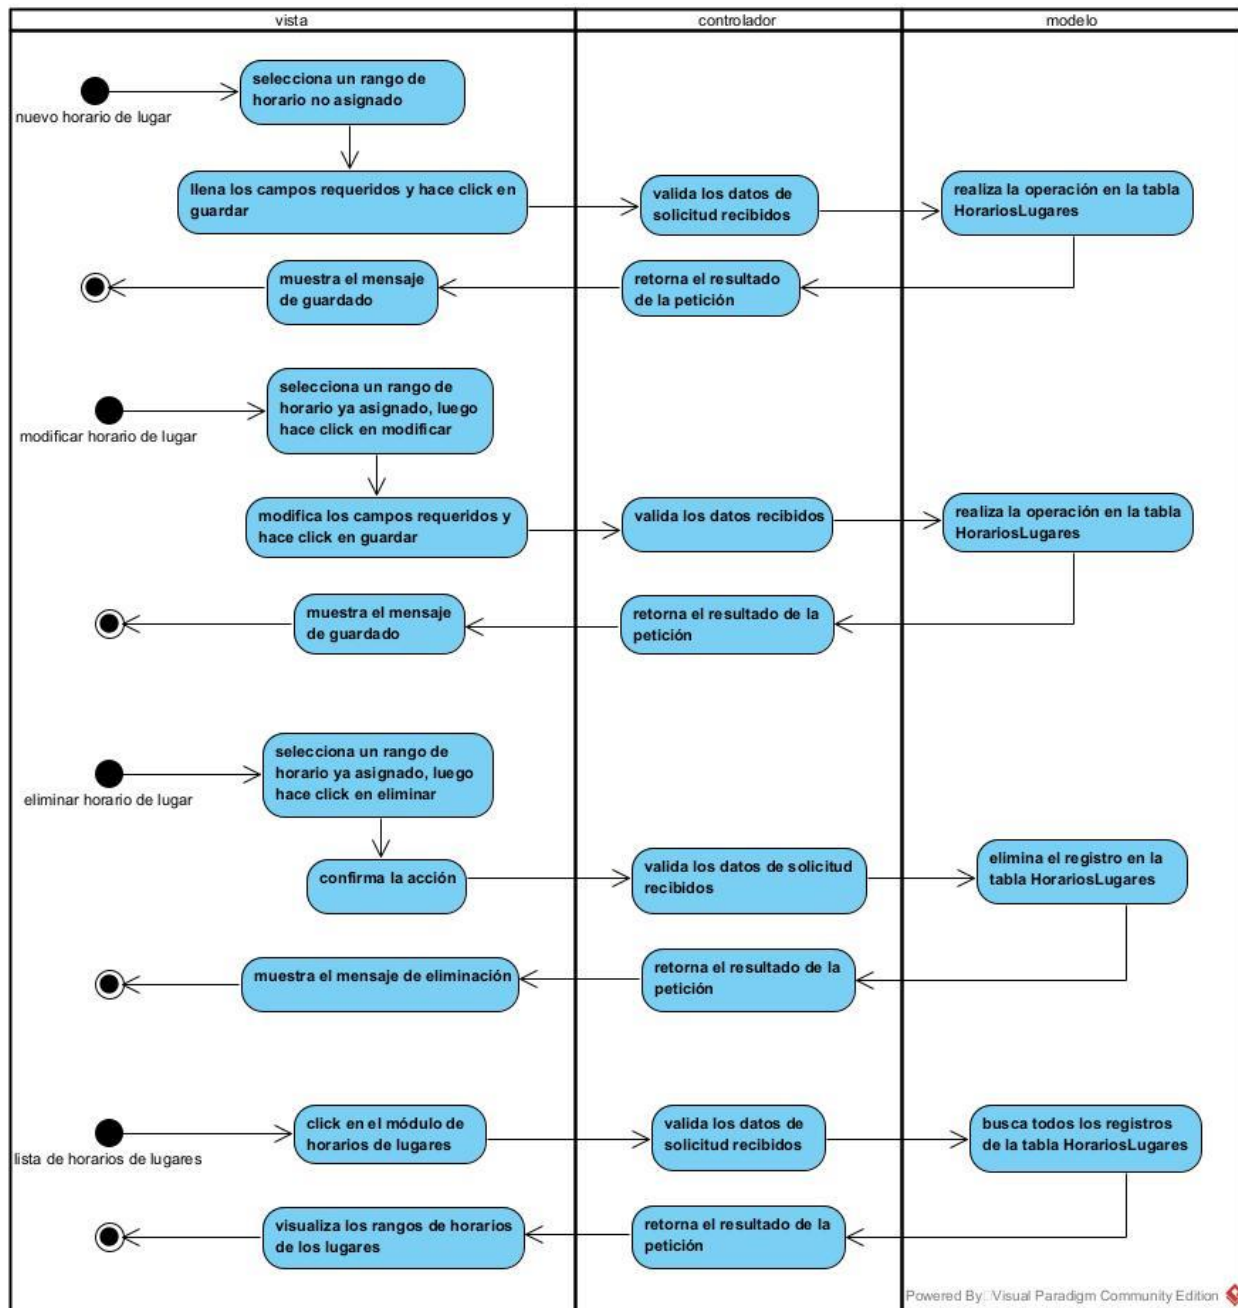 vista
controlador
modelo
selecciona un rango de
horario no asignado
nuevo horario de lugar
llena los campos requeridos y hace click en
guardar
valida los datos de
solicitud recibidos
realiza la operación en la tabla
HorariosLugares
muestra el mensaje
de guardado
retorna el resultado
de la petición
selecciona un rango de
horario ya asignado, luego
hace click en modificar
modificar horario de lugar
modifica los campos requeridos y
hace click en guardar
valida los datos recibidos
realiza la operación en la tabla
HorariosLugares
muestra el mensaje
de guardado
retorna el resultado de la
petición
selecciona un rango de
horario ya asignado, luego
hace click en eliminar
eliminar horario de lugar
confirma la acción
valida los datos de solicitud
recibidos
elimina el registro en la
tabla HorariosLugares
muestra el mensaje de eliminación
retorna el resultado de la
petición
click en el módulo de
horarios de lugares
lista de horarios de lugares
valida los datos de
solicitud recibidos
busca todos los registros
de la tabla HorariosLugares
visualiza los rangos de horarios
de los lugares
retorna el resultado de la
petición
Powered By: Visual Paradigm Community Edition